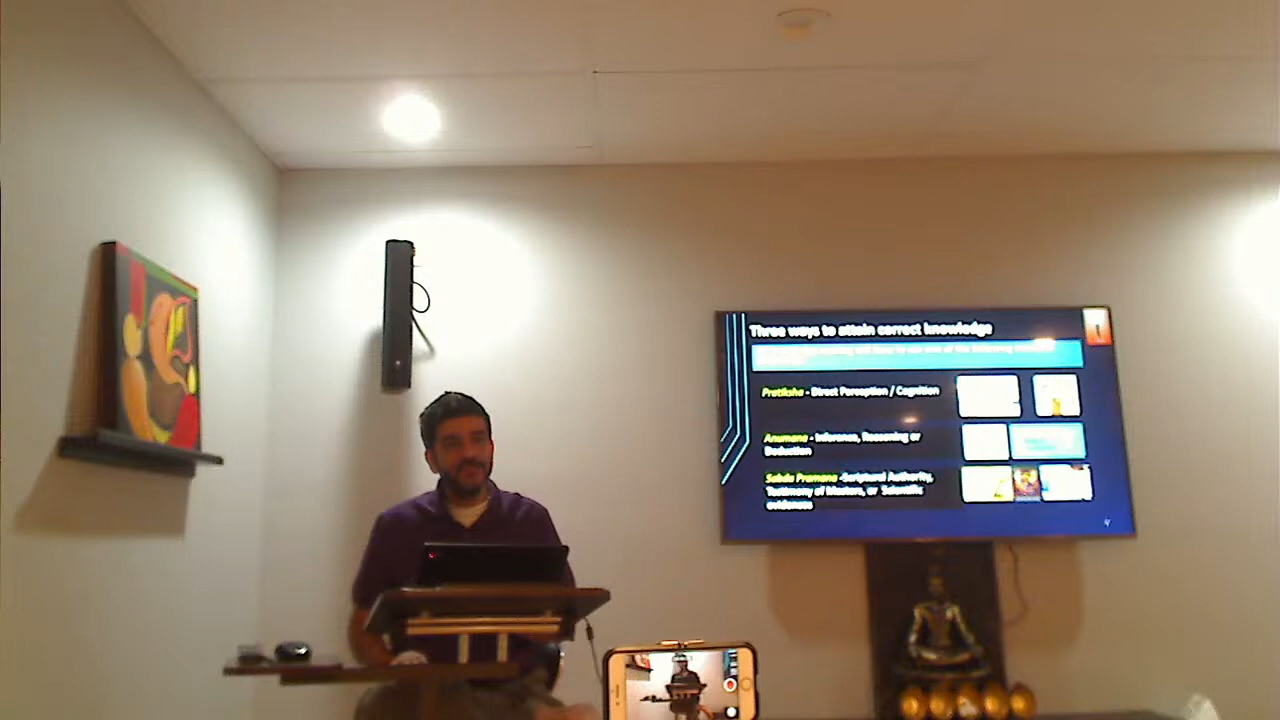 Three ways to attain correct knowledge
Pratiksha - Direct Perception / Cognition
Anumana - Inference, Reasoning or
Deduction
Sabda Pramana -Scriptural Authority,
Testimony of Masters, or Scientific
Evidences